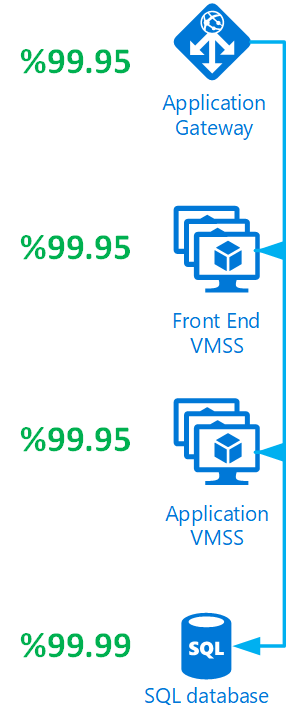 %99.95
Application
Gateway
%99.95
Front End
VMSS
%99.95
Application
VMSS
%99.99
SQL
SQL database